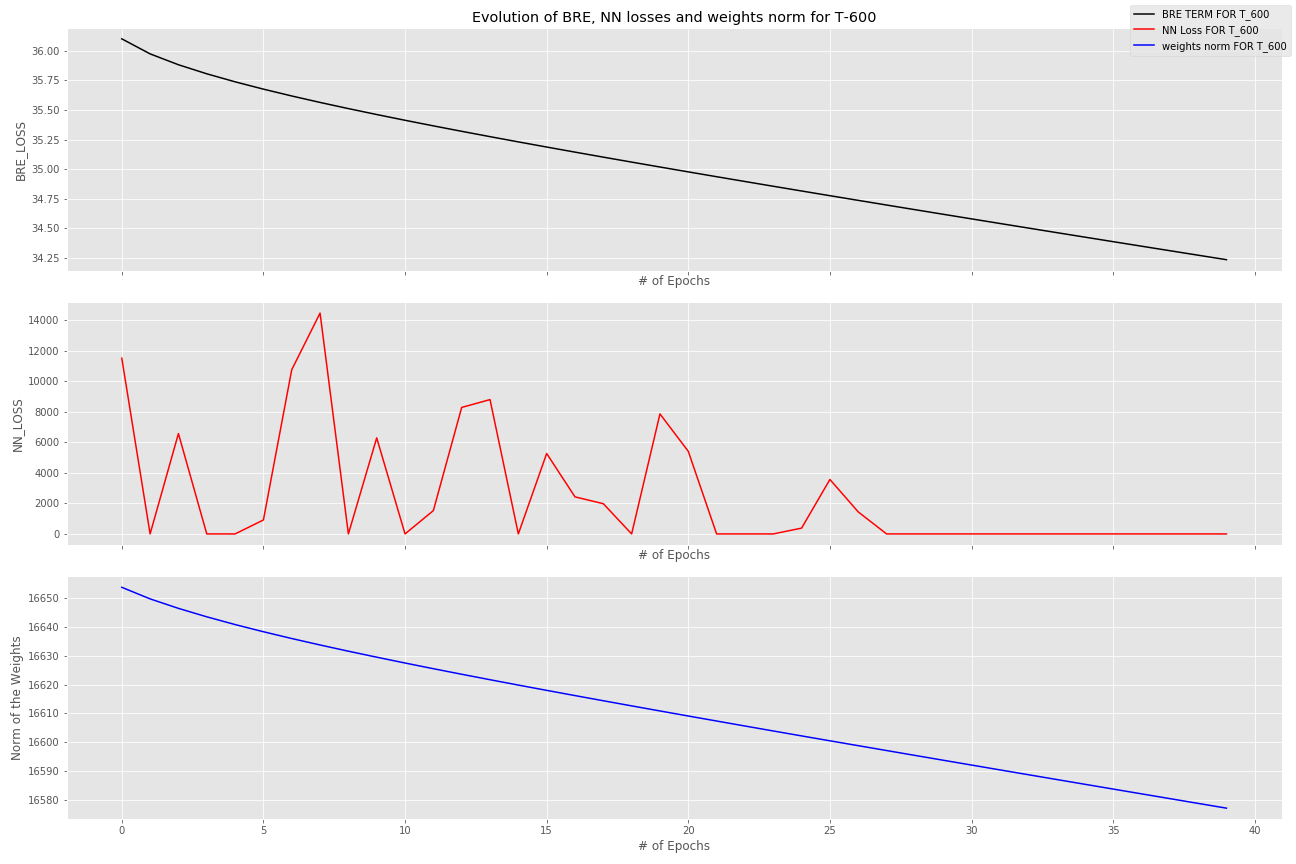 Evolution of BRE, NN losses and weights norm for T-600
BRE TERM FOR T_600
NN Loss FOR T_600
weights norm FOR T_600
BRE_LOSS
36.00
35.75
35.50
35.25
35.00
34.75
34.50
34.25
# of Epochs
NN_LOSS
14000
12000
10000
8000
6000
4000
2000
0
# of Epochs
Norm of the Weights
16650
16640
16630
16620
16610
16600
16590
16580
0 5 10 15 20 25 30 35 40
# of Epochs